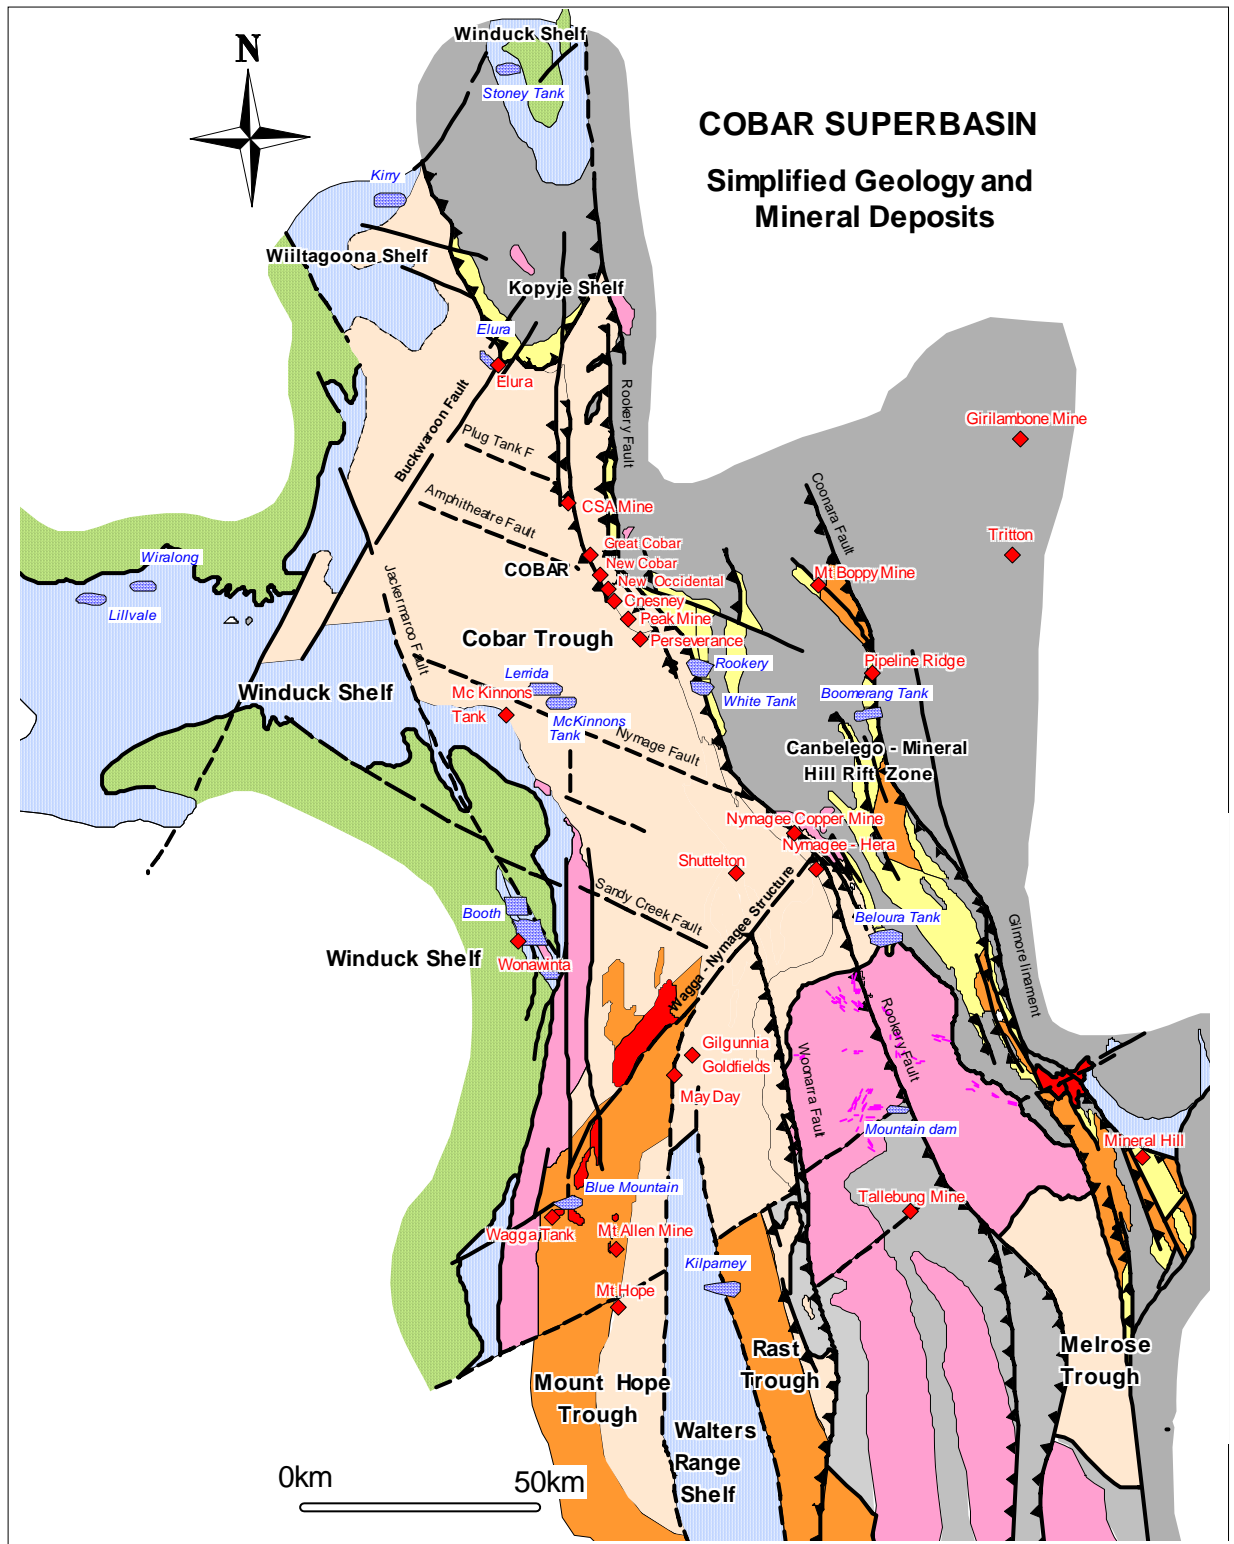 Winduck Shelf
N
Stoney Tank
COBAR SUPERBASIN
Simplified Geology and
Mineral Deposits
Kirry
Wiiltagoona Shelf
Kopyje Shelf
Elura
Elura
Rookery Fault
Buckwaroon Fault
Plug Tank F
Girilambone Mine
Amphitheatre Fault
CSA Mine
Coonara Fault
Tritton
Great Cobar
COBAR
New Cobar
New Occidental
Chesney
Peak Mine
Perseverance
Mt Boppy Mine
Wiralong
Lillvale
Jackermaroo Fault
Cobar Trough
Rookery
White Tank
Pipeline Ridge
Boomerang Tank
Winduck Shelf
Lerrida
Mc Kinnons
Tank
McKinnons
Tank
Nymage Fault
Canbelego - Mineral
Hill Rift Zone
Nymagee Copper Mine
Nymagee - Hera
Shuttelton
Sandy Creek Fault
Wagga - Nymagee Structure
Booth
Beloura Tank
Winduck Shelf
Wonawinta
Gilmore linament
Rookery Fault
Woonarra Fault
Gilgunnia
Goldfields
May Day
Mountain dam
Mineral Hill
Blue Mountain
Tallebung Mine
Wagga Tank
Mt Allen Mine
Kilparney
Mt Hope
Rast
Trough
Melrose
Trough
Mount Hope
Trough
Walters
Range
Shelf
0km
50km